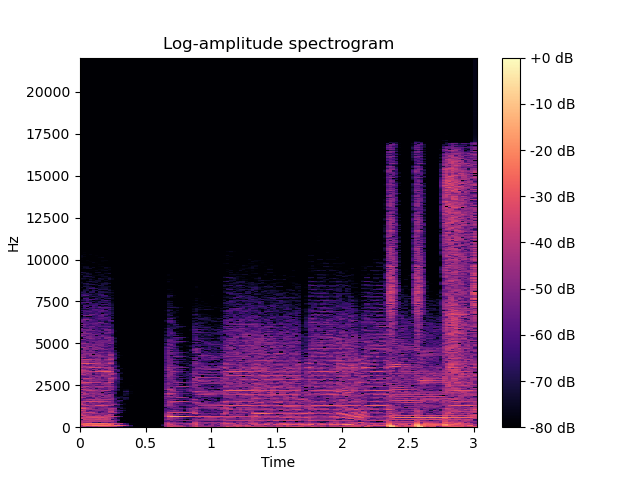 Log-amplitude spectrogram
Hz
20000
17500
15000
12500
10000
7500
5000
2500
0
0 0.5 1 1.5 2 2.5 3
Time
+0 dB
-10 dB
-20 dB
-30 dB
-40 dB
-50 dB
-60 dB
-70 dB
-80 dB